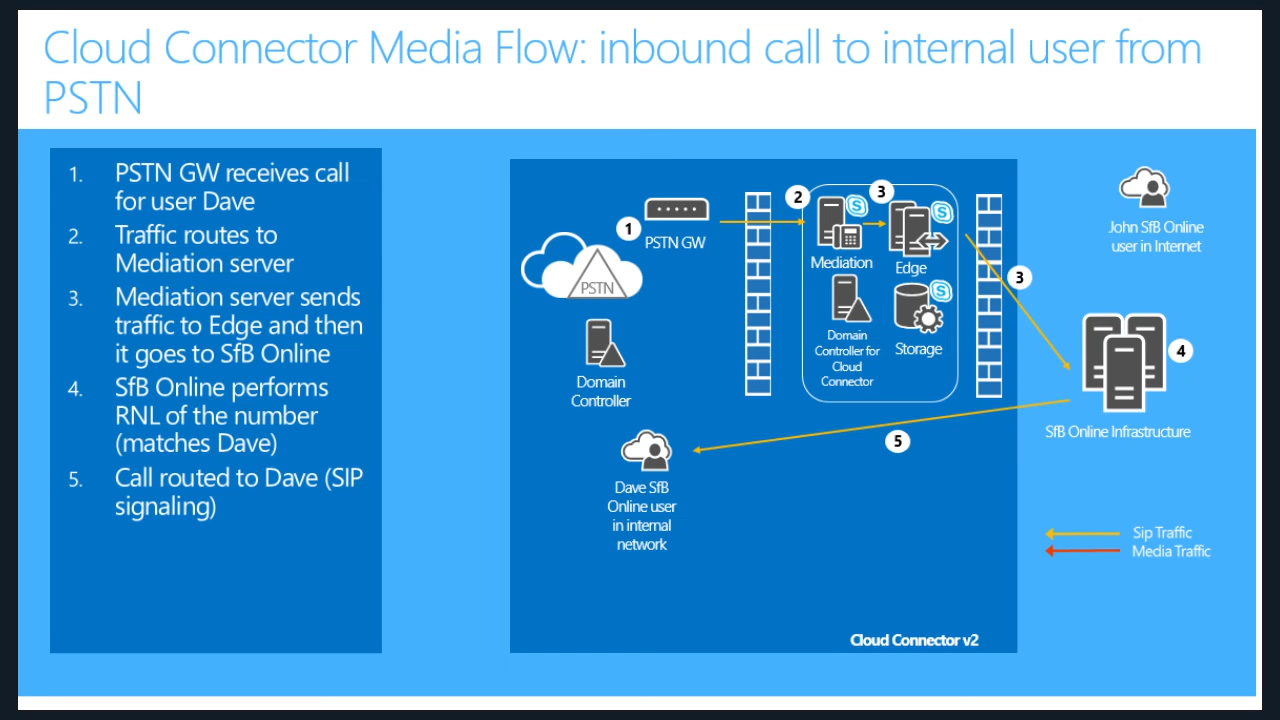 Cloud Connector Media Flow: inbound call to internal user from
PSTN
1. PSTN GW receives call
for user Dave
2. Traffic routes to
Mediation server
3. Mediation server sends
traffic to Edge and then
it goes to SfB Online
4. SfB Online performs
RNL of the number
(matches Dave)
5. Call routed to Dave (SIP
signaling)
1
PSTN GW
PSTN
Domain
Controller
Dave SfB
Online user
in internal
network
2
3
Mediation
Edge
Domain
Controller for
Cloud
Connector
Storage
3
John SfB Online
user in Internet
4
SfB Online Infrastructure
5
Sip Traffic
Media Traffic
Cloud Connector v2